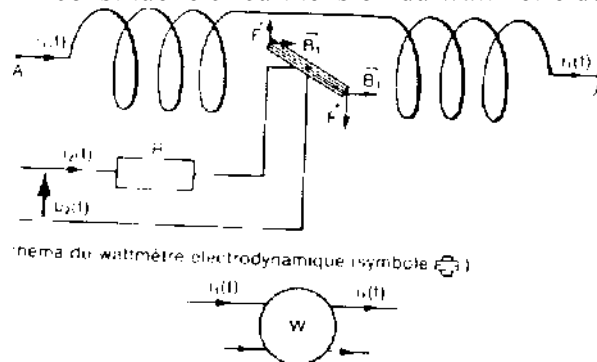 i₁(t) F B₁ B₁ i₁(t)
A
F
i₂(t) R
u₂(t)
hema du wattmètre électrodynamique (symbole )
i₁(t) i₁(t)
W